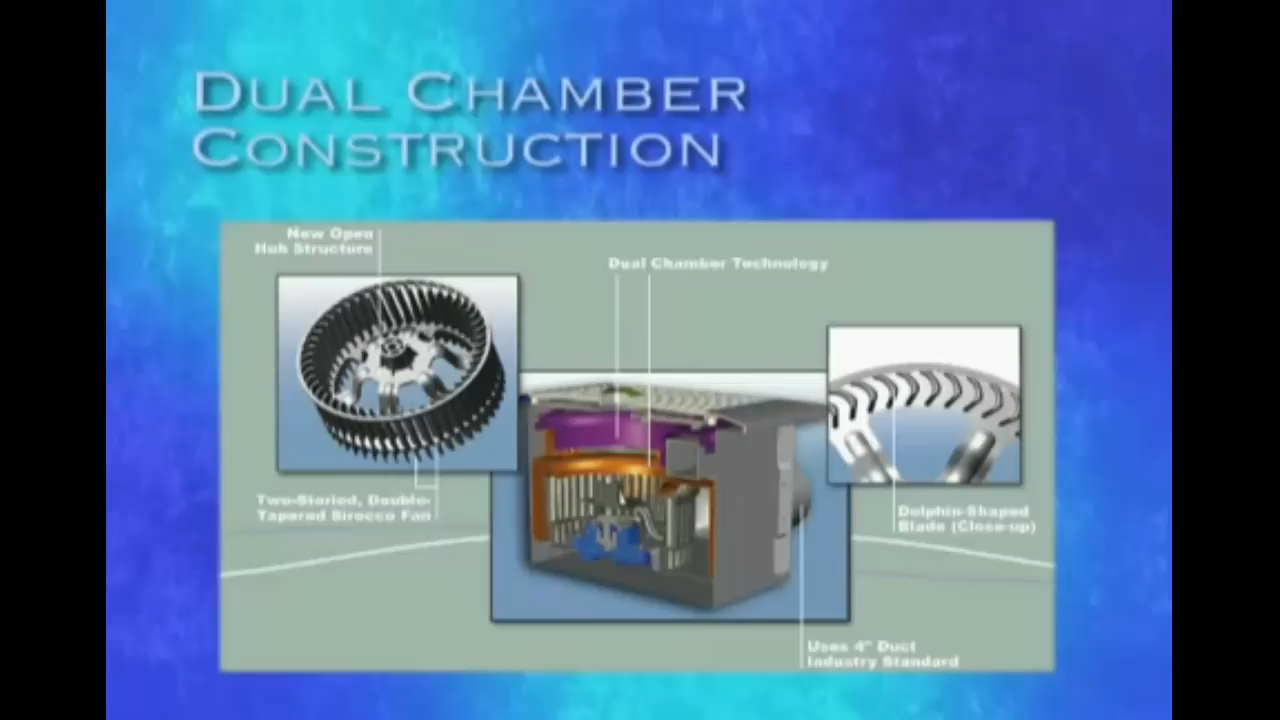 DUAL CHAMBER
CONSTRUCTION
New Open
Hub Structure
Dual Chamber Technology
Two-Storied, Double-
Tapered Sirocco Fan
Dolphin-Shaped
Blade (Close-up)
Uses 4" Duct
Industry Standard